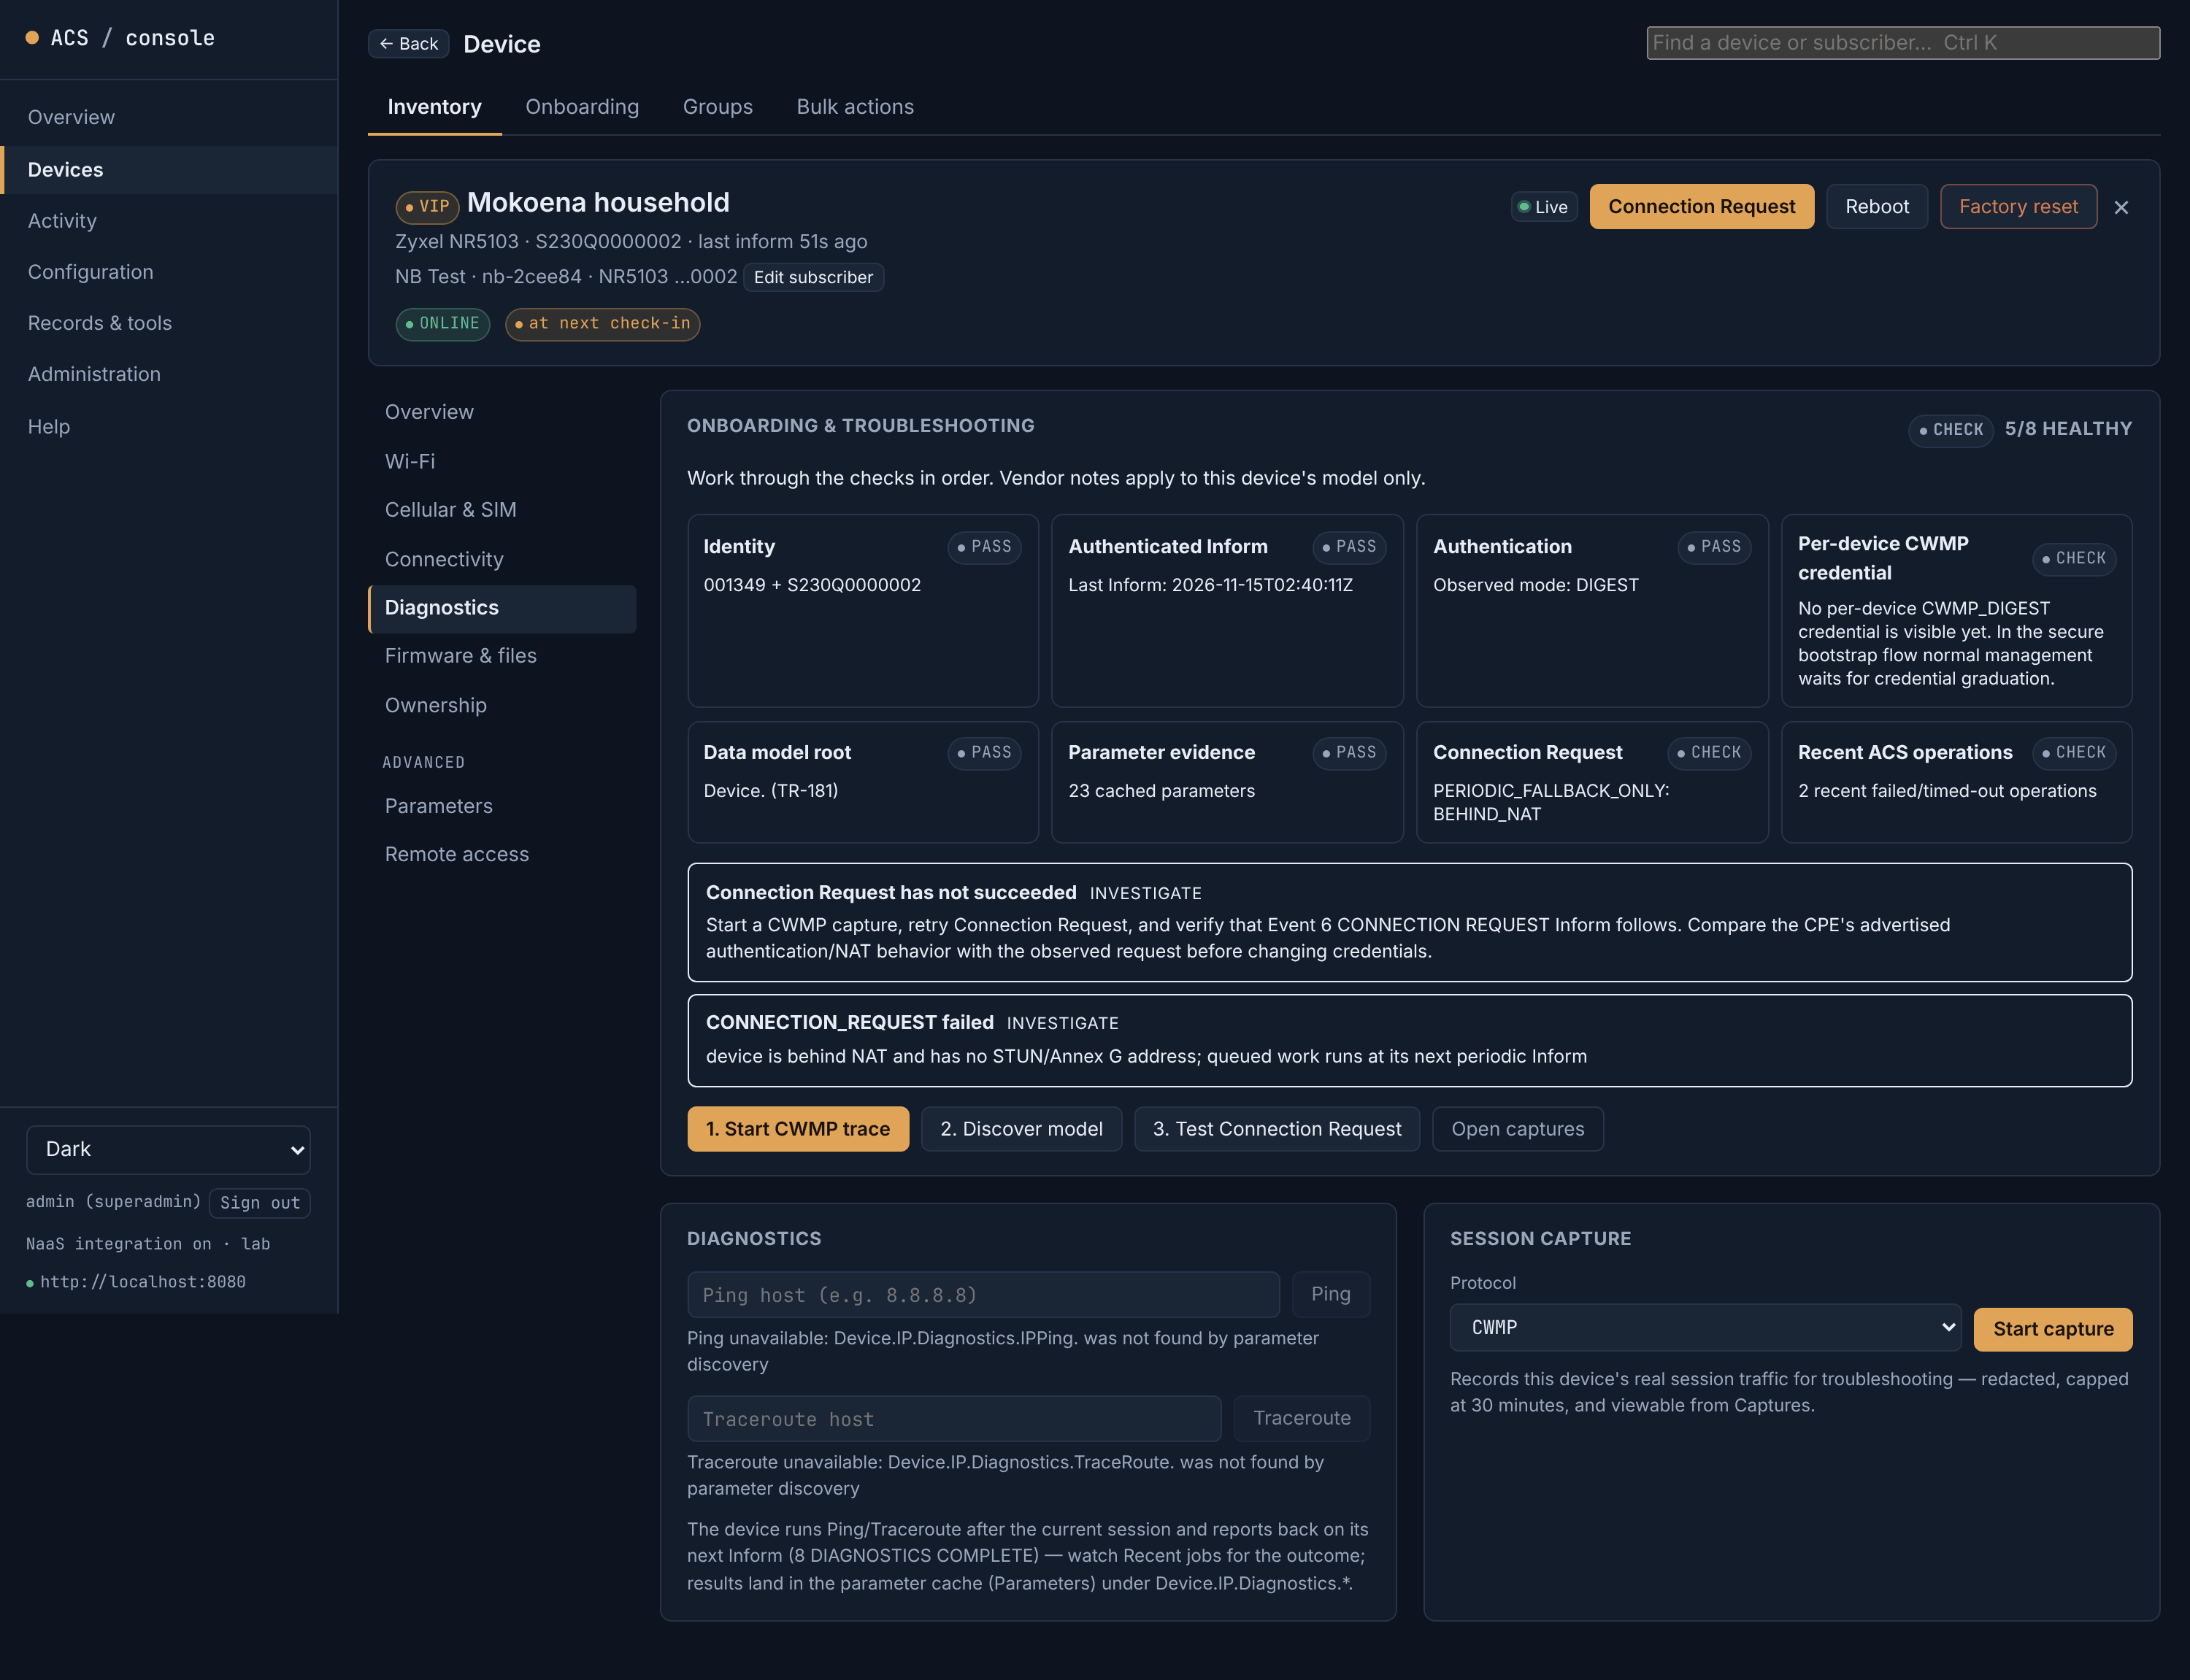 ACS / console
Overview
Devices
Activity
Configuration
Records & tools
Administration
Help
Dark
admin (superadmin) Sign out
NaaS integration on · lab
http://localhost:8080
← Back Device
Find a device or subscriber... Ctrl K
Inventory Onboarding Groups Bulk actions
VIP Mokoena household
Live Connection Request Reboot Factory reset ×
Zyxel NR5103 · S230Q0000002 · last inform 51s ago
NB Test · nb-2cee84 · NR5103 …0002 Edit subscriber
ONLINE at next check-in
Overview
Wi-Fi
Cellular & SIM
Connectivity
Diagnostics
Firmware & files
Ownership
ADVANCED
Parameters
Remote access
ONBOARDING & TROUBLESHOOTING
CHECK 5/8 HEALTHY
Work through the checks in order. Vendor notes apply to this device's model only.
Identity PASS
001349 + S230Q0000002
Authenticated Inform PASS
Last Inform: 2026-11-15T02:40:11Z
Authentication PASS
Observed mode: DIGEST
Per-device CWMP
credential
CHECK
No per-device CWMP_DIGEST
credential is visible yet. In the secure
bootstrap flow normal management
waits for credential graduation.
Data model root PASS
Device. (TR-181)
Parameter evidence PASS
23 cached parameters
Connection Request CHECK
PERIODIC_FALLBACK_ONLY:
BEHIND_NAT
Recent ACS operations CHECK
2 recent failed/timed-out operations
Connection Request has not succeeded INVESTIGATE
Start a CWMP capture, retry Connection Request, and verify that Event 6 CONNECTION REQUEST Inform follows. Compare the CPE's advertised
authentication/NAT behavior with the observed request before changing credentials.
CONNECTION_REQUEST failed INVESTIGATE
device is behind NAT and has no STUN/Annex G address; queued work runs at its next periodic Inform
1. Start CWMP trace 2. Discover model 3. Test Connection Request Open captures
DIAGNOSTICS
Ping host (e.g. 8.8.8.8) Ping
Ping unavailable: Device.IP.Diagnostics.IPPing. was not found by parameter
discovery
Traceroute host Traceroute
Traceroute unavailable: Device.IP.Diagnostics.TraceRoute. was not found by
parameter discovery
The device runs Ping/Traceroute after the current session and reports back on its
next Inform (8 DIAGNOSTICS COMPLETE) — watch Recent jobs for the outcome;
results land in the parameter cache (Parameters) under Device.IP.Diagnostics.*.
SESSION CAPTURE
Protocol
CWMP Start capture
Records this device's real session traffic for troubleshooting — redacted, capped
at 30 minutes, and viewable from Captures.